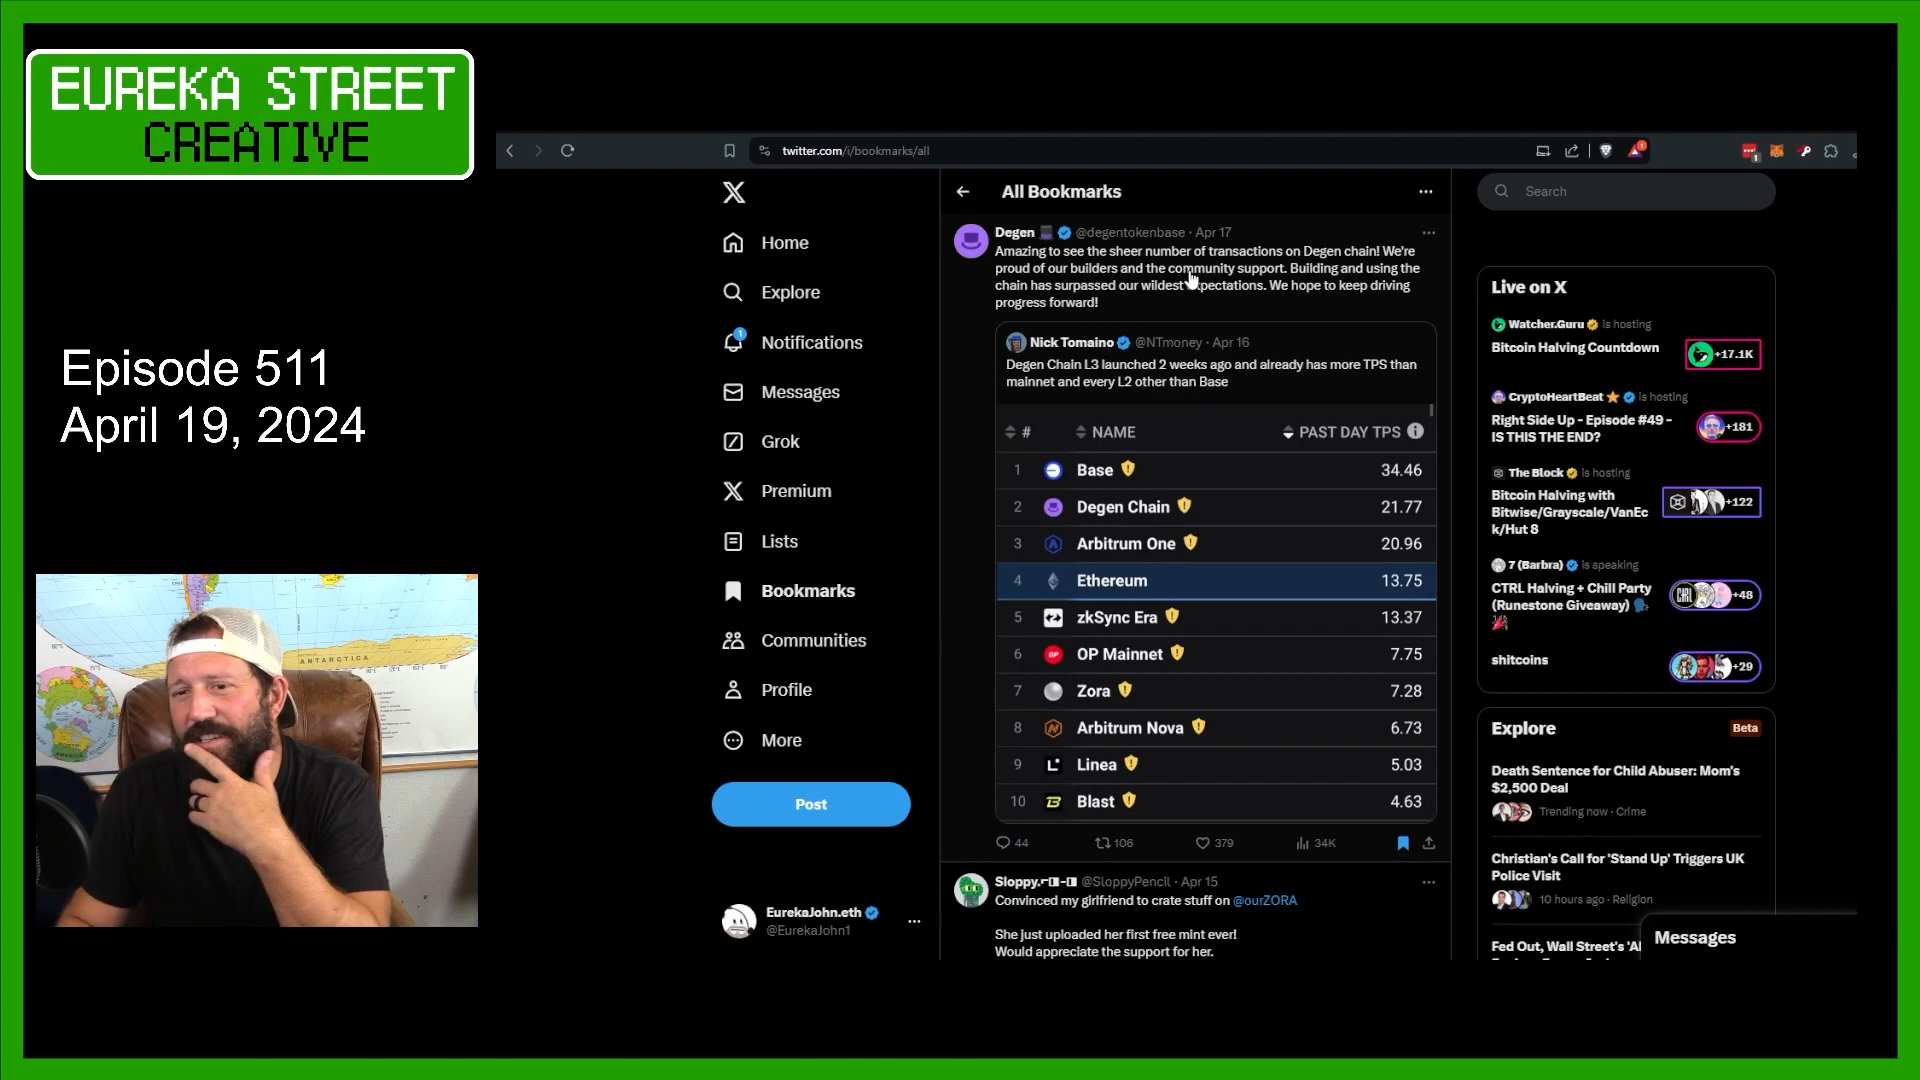 EUREKA STREET
CREATIVE
Episode 511
April 19, 2024
ANTARCTICA
twitter.com/i/bookmarks/all
Home
Explore
Notifications
1
Messages
Grok
Premium
Lists
Bookmarks
Communities
Profile
More
Post
EurekaJohn.eth
@EurekaJohn1
All Bookmarks
Degen @degentokenbase · Apr 17
Amazing to see the sheer number of transactions on Degen chain! We're
proud of our builders and the community support. Building and using the
chain has surpassed our wildest expectations. We hope to keep driving
progress forward!
Nick Tomaino @NTmoney · Apr 16
Degen Chain L3 launched 2 weeks ago and already has more TPS than
mainnet and every L2 other than Base
# NAME PAST DAY TPS
1 Base 34.46
2 Degen Chain 21.77
3 Arbitrum One 20.96
4 Ethereum 13.75
5 zkSync Era 13.37
6 OP Mainnet 7.75
7 Zora 7.28
8 Arbitrum Nova 6.73
9 Linea 5.03
10 Blast 4.63
44 106 379 34K
@SloppyPencil · Apr 15
Convinced my girlfriend to crate stuff on @ourZORA
She just uploaded her first free mint ever!
Would appreciate the support for her.
Search
Live on X
Watcher.Guru is hosting
Bitcoin Halving Countdown
+17.1K
CryptoHeartBeat is hosting
Right Side Up - Episode #49 -
IS THIS THE END?
+181
The Block is hosting
Bitcoin Halving with
Bitwise/Grayscale/VanEc
k/Hut 8
+122
7 (Barbra) is speaking
CTRL Halving + Chill Party
(Runestone Giveaway)
+48
shitcoins
+29
Explore
Beta
Death Sentence for Child Abuser: Mom's
$2,500 Deal
Trending now · Crime
Christian's Call for 'Stand Up' Triggers UK
Police Visit
10 hours ago · Religion
Fed Out, Wall Street's
Messages